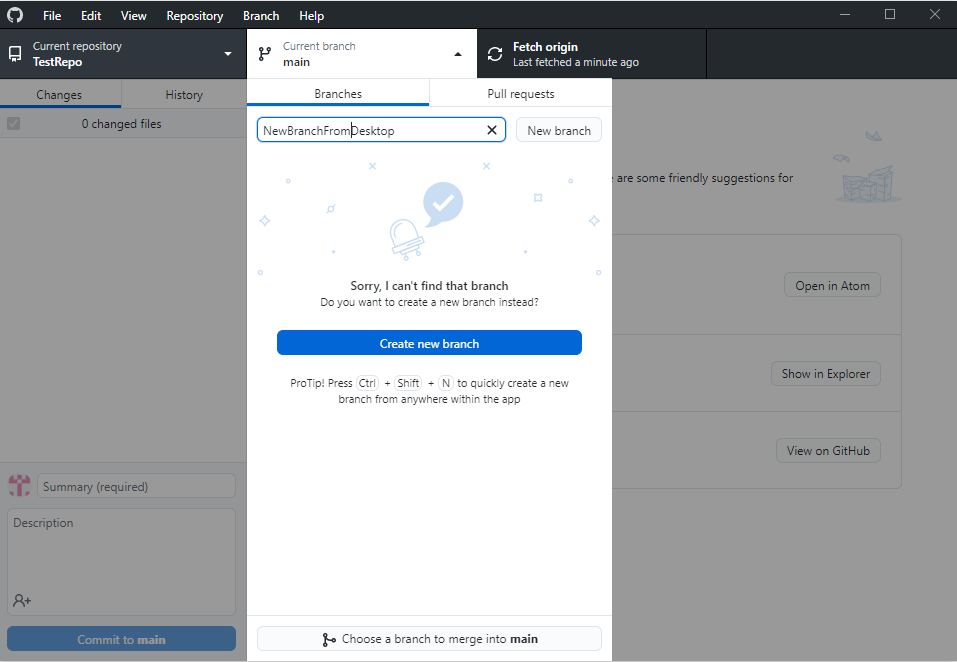 File Edit View Repository Branch Help
Current repository
TestRepo
Current branch
main
Fetch origin
Last fetched a minute ago
Changes
History
0 changed files
Branches
Pull requests
NewBranchFromDesktop
New branch
are some friendly suggestions for
Sorry, I can't find that branch
Do you want to create a new branch instead?
Create new branch
ProTip! Press Ctrl + Shift + N to quickly create a new
branch from anywhere within the app
Open in Atom
Show in Explorer
View on GitHub
Summary (required)
Description
Commit to main
Choose a branch to merge into main